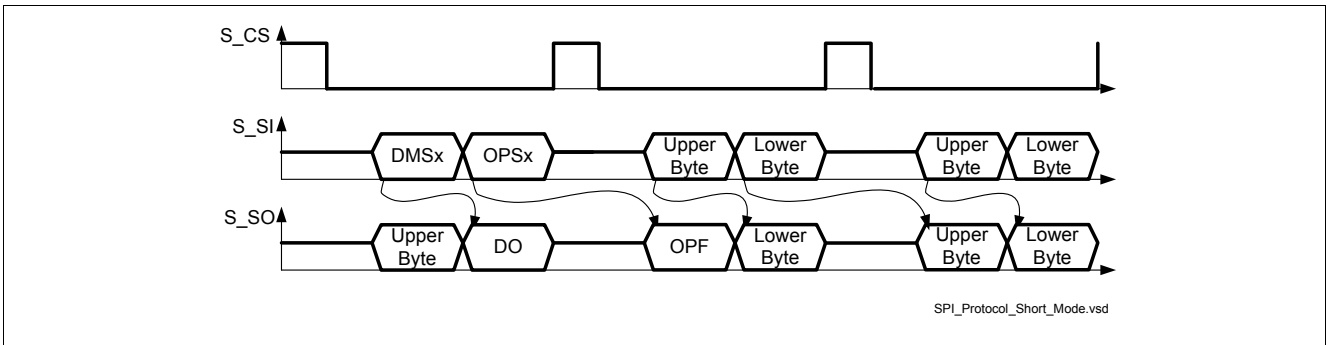 S_CS
S_SI
DMSx
OPSx
Upper
Byte
Lower
Byte
Upper
Byte
Lower
Byte
S_SO
Upper
Byte
DO
OPF
Lower
Byte
Upper
Byte
Lower
Byte
SPI_Protocol_Short_Mode.vsd